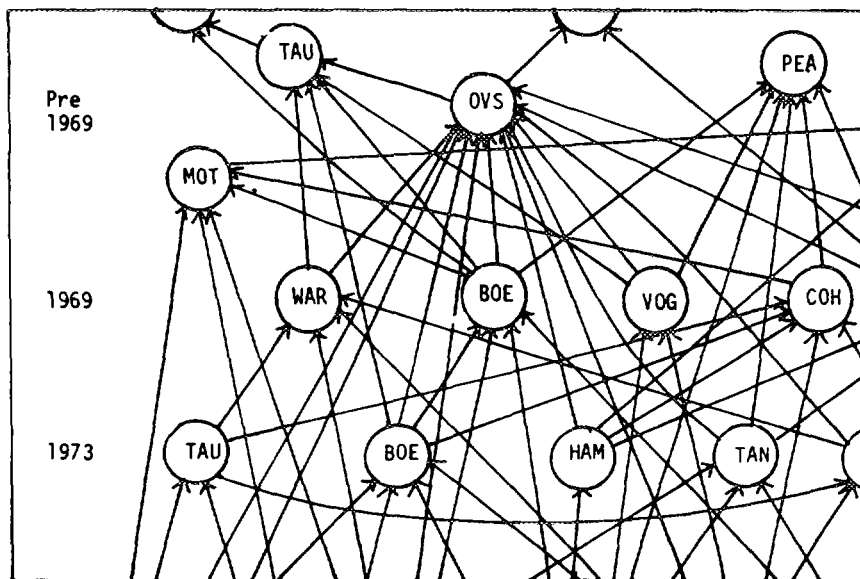 TAU
PEA
OVS
Pre
1969
MOT
1969
WAR
BOE
VOG
COH
1973
TAU
BOE
HAM
TAN